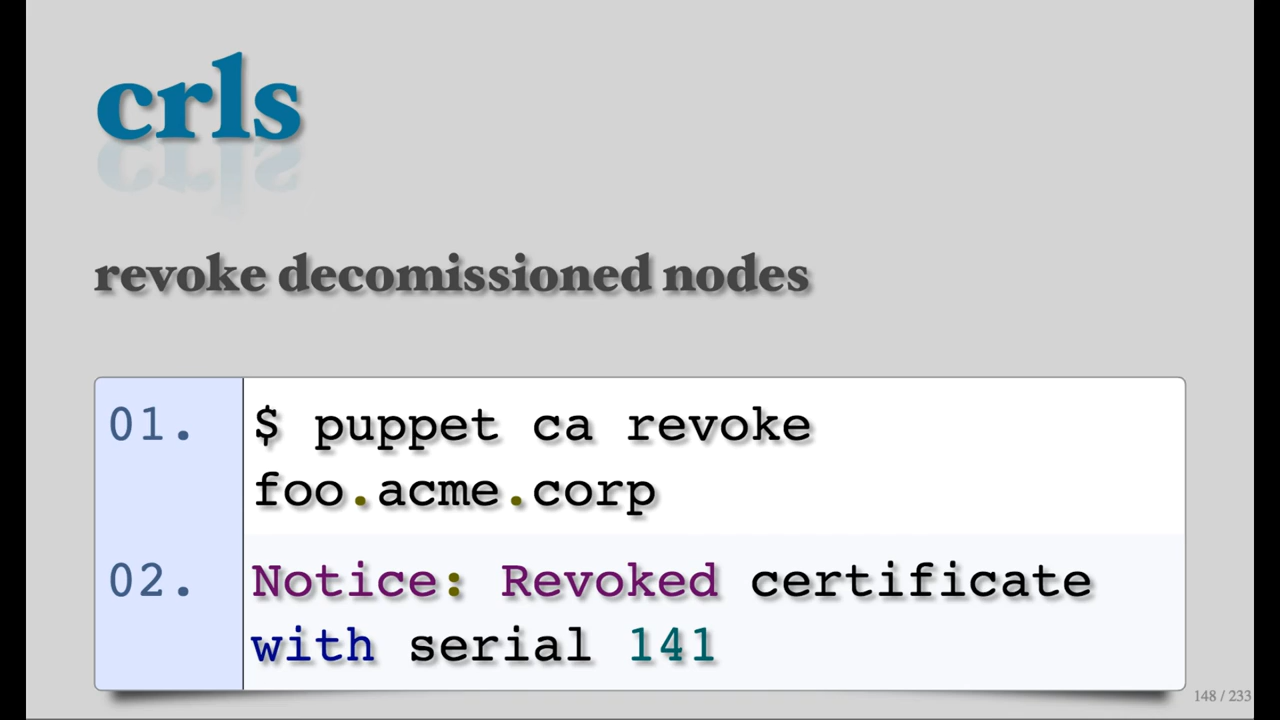 crls
revoke decomissioned nodes
01. $ puppet ca revoke
foo.acme.corp
02. Notice: Revoked certificate
with serial 141
148 / 233